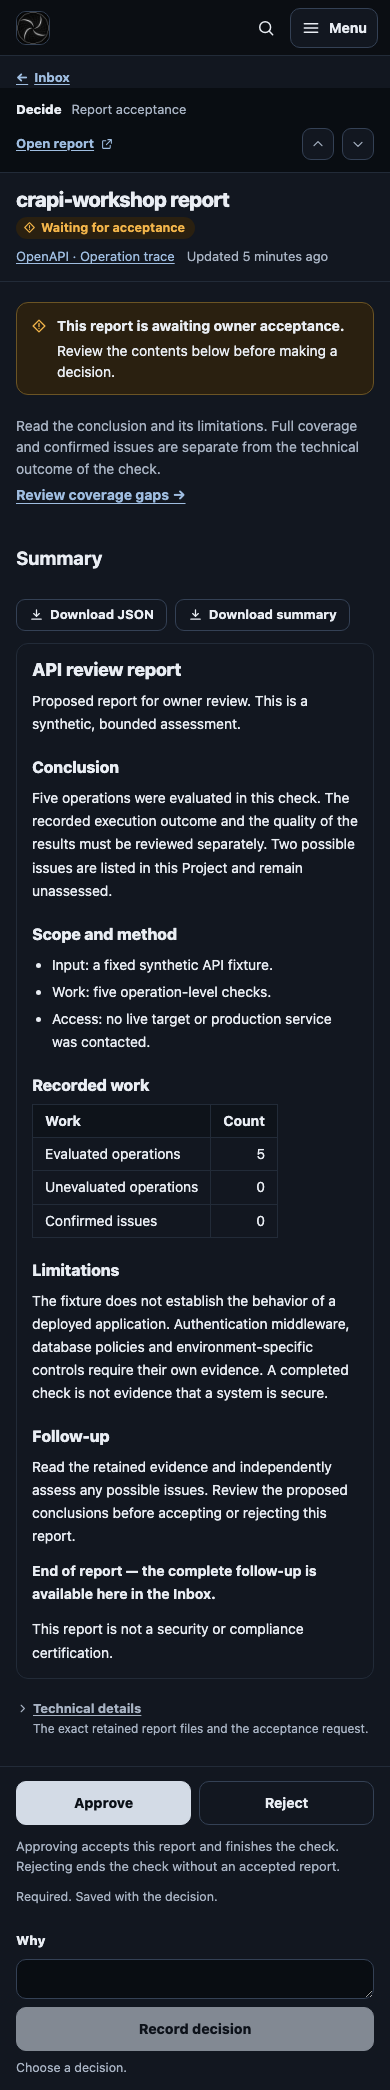 Menu
← Inbox
Decide Report acceptance
Open report
crapi-workshop report
Waiting for acceptance
OpenAPI · Operation trace Updated 5 minutes ago
This report is awaiting owner acceptance.
Review the contents below before making a
decision.
Read the conclusion and its limitations. Full coverage
and confirmed issues are separate from the technical
outcome of the check.
Review coverage gaps →
Summary
Download JSON Download summary
API review report
Proposed report for owner review. This is a
synthetic, bounded assessment.
Conclusion
Five operations were evaluated in this check. The
recorded execution outcome and the quality of the
results must be reviewed separately. Two possible
issues are listed in this Project and remain
unassessed.
Scope and method
• Input: a fixed synthetic API fixture.
• Work: five operation-level checks.
• Access: no live target or production service
was contacted.
Recorded work
Work Count
Evaluated operations 5
Unevaluated operations 0
Confirmed issues 0
Limitations
The fixture does not establish the behavior of a
deployed application. Authentication middleware,
database policies and environment-specific
controls require their own evidence. A completed
check is not evidence that a system is secure.
Follow-up
Read the retained evidence and independently
assess any possible issues. Review the proposed
conclusions before accepting or rejecting this
report.
End of report — the complete follow-up is
available here in the Inbox.
This report is not a security or compliance
certification.
Technical details
The exact retained report files and the acceptance request.
Approve Reject
Approving accepts this report and finishes the check.
Rejecting ends the check without an accepted report.
Required. Saved with the decision.
Why
Record decision
Choose a decision.